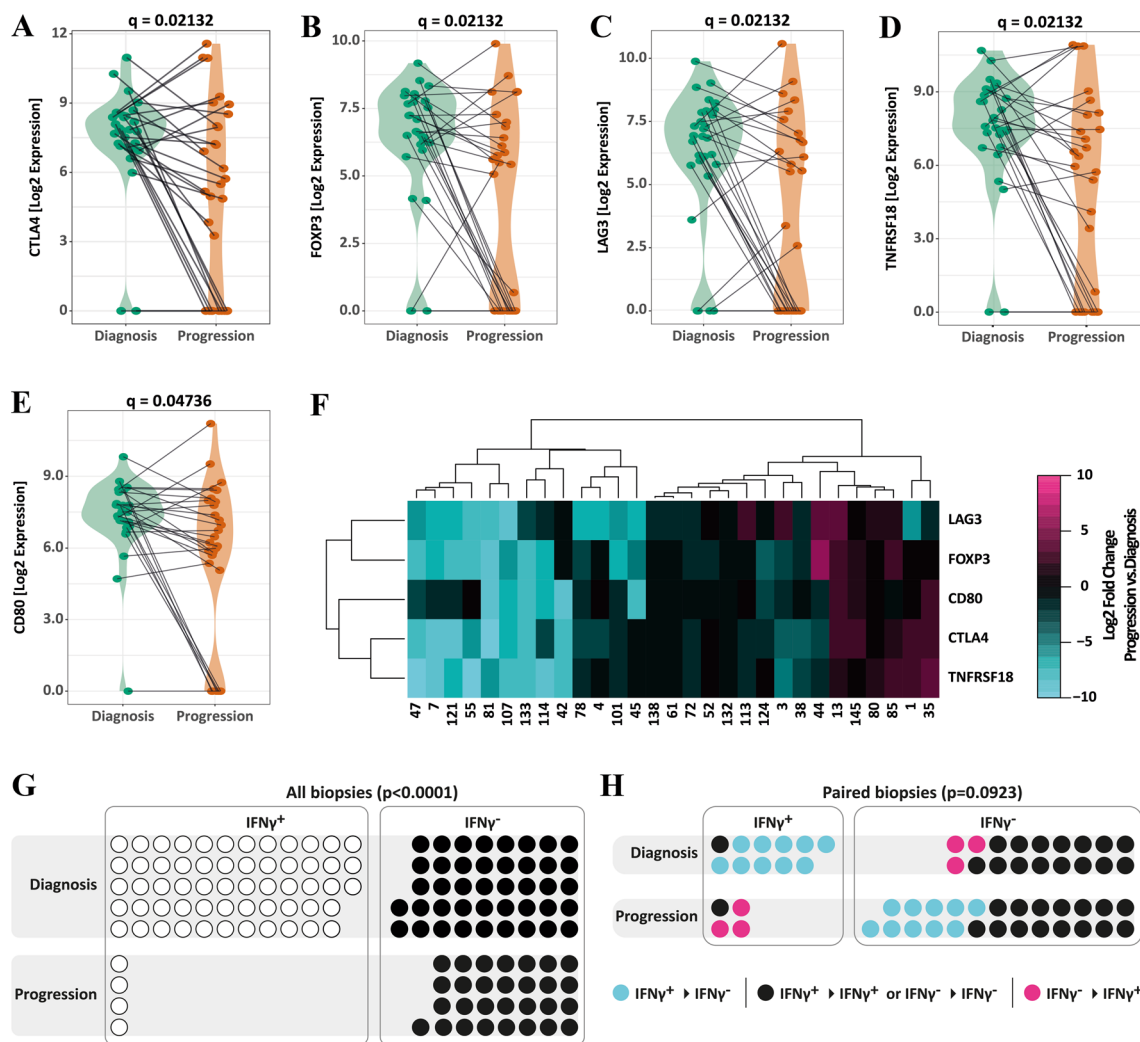 A
q = 0.02132
CTLA4 [Log2 Expression]
12
9
6
3
0
Diagnosis
Progression
B
q = 0.02132
FOXP3 [Log2 Expression]
10.0
7.5
5.0
2.5
0.0
Diagnosis
Progression
C
q = 0.02132
LAG3 [Log2 Expression]
10.0
7.5
5.0
2.5
0.0
Diagnosis
Progression
D
q = 0.02132
TNFRSF18 [Log2 Expression]
9.0
6.0
3.0
0.0
Diagnosis
Progression
E
q = 0.04736
CD80 [Log2 Expression]
9.0
6.0
3.0
0.0
Diagnosis
Progression
F
LAG3
FOXP3
CD80
CTLA4
TNFRSF18
47 7 121 55 81 107 133 114 42 78 4 101 45 138 61 72 52 132 113 124 3 38 44 13 145 80 85 1 35
10
5
0
−5
−10
Log2 Fold Change
Progression vs.Diagnosis
G
All biopsies (p<0.0001)
IFNγ+
IFNγ-
Diagnosis
Progression
H
Paired biopsies (p=0.0923)
IFNγ+
IFNγ-
Diagnosis
Progression
IFNγ+ ▸ IFNγ- | IFNγ+ ▸ IFNγ+ or IFNγ- ▸ IFNγ- | IFNγ- ▸ IFNγ+